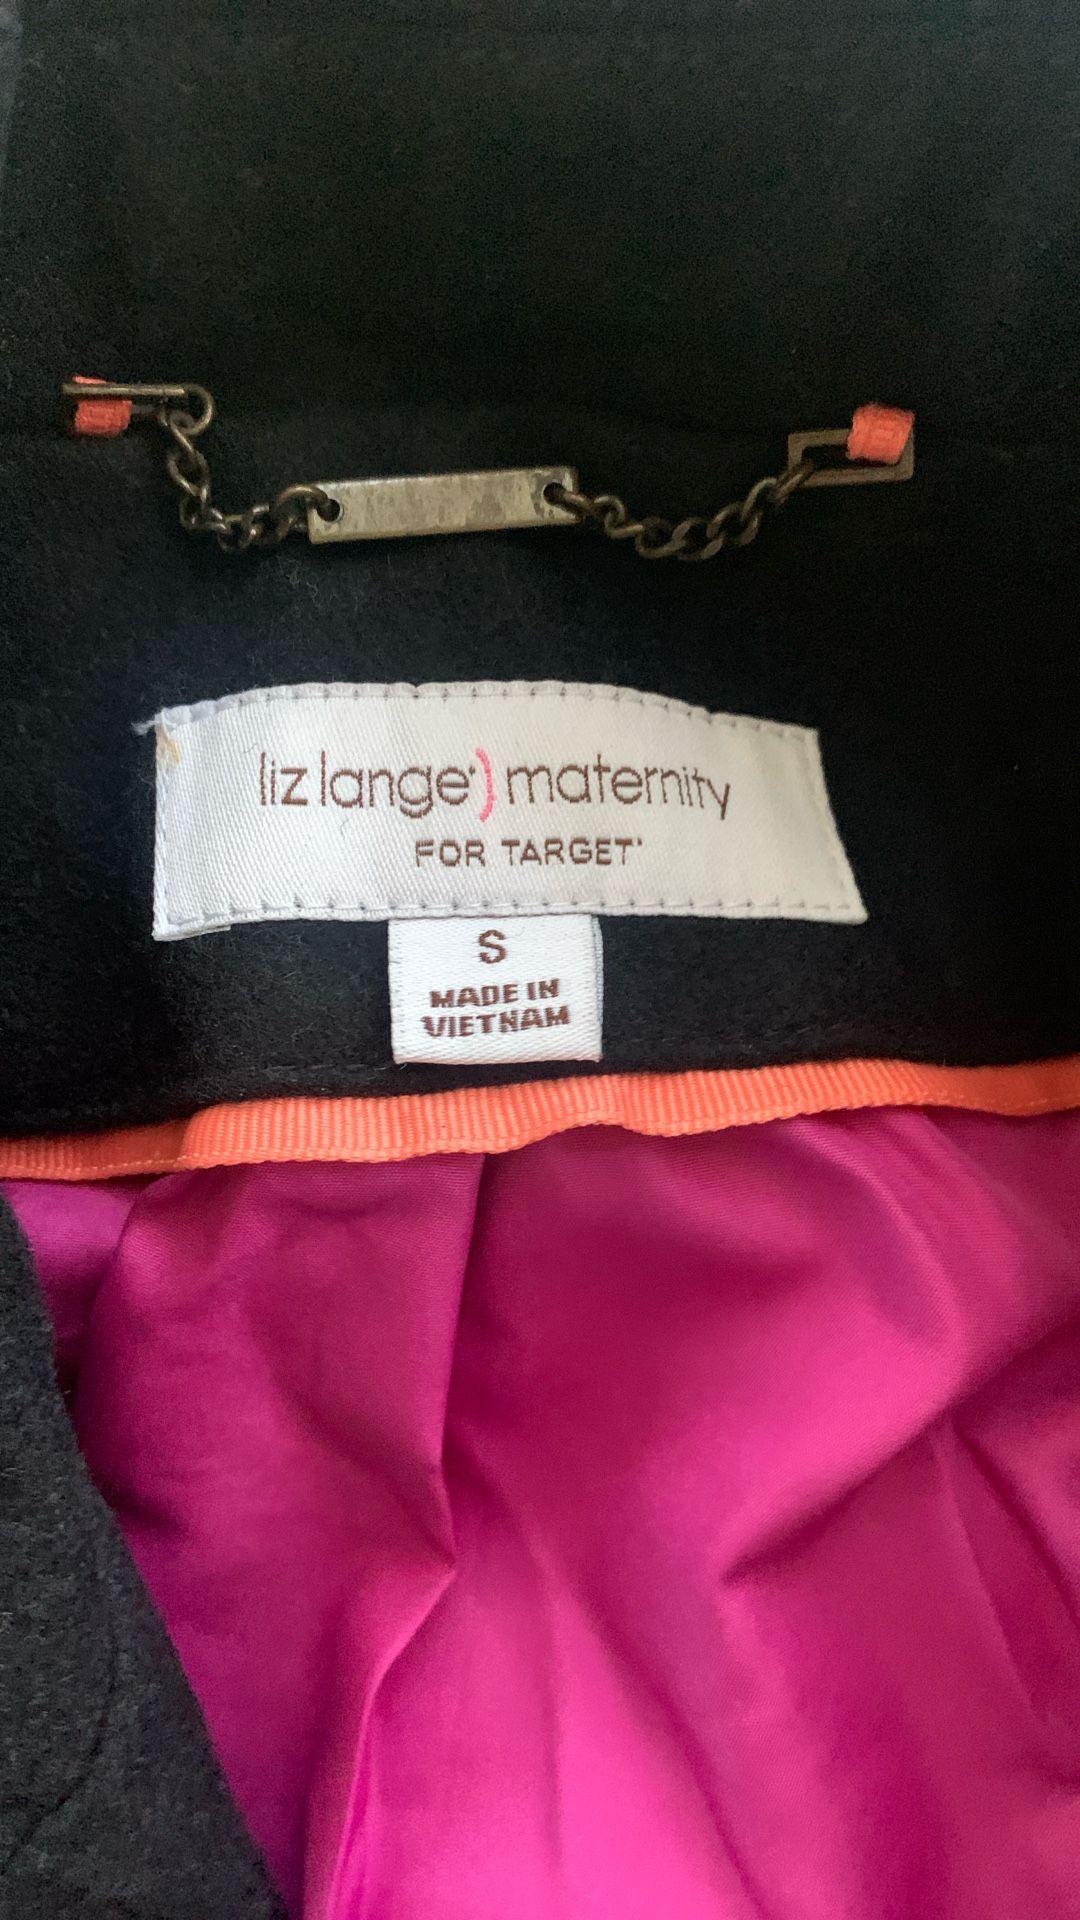 liz lange®) maternity
FOR TARGET®
S
MADE IN
VIETNAM